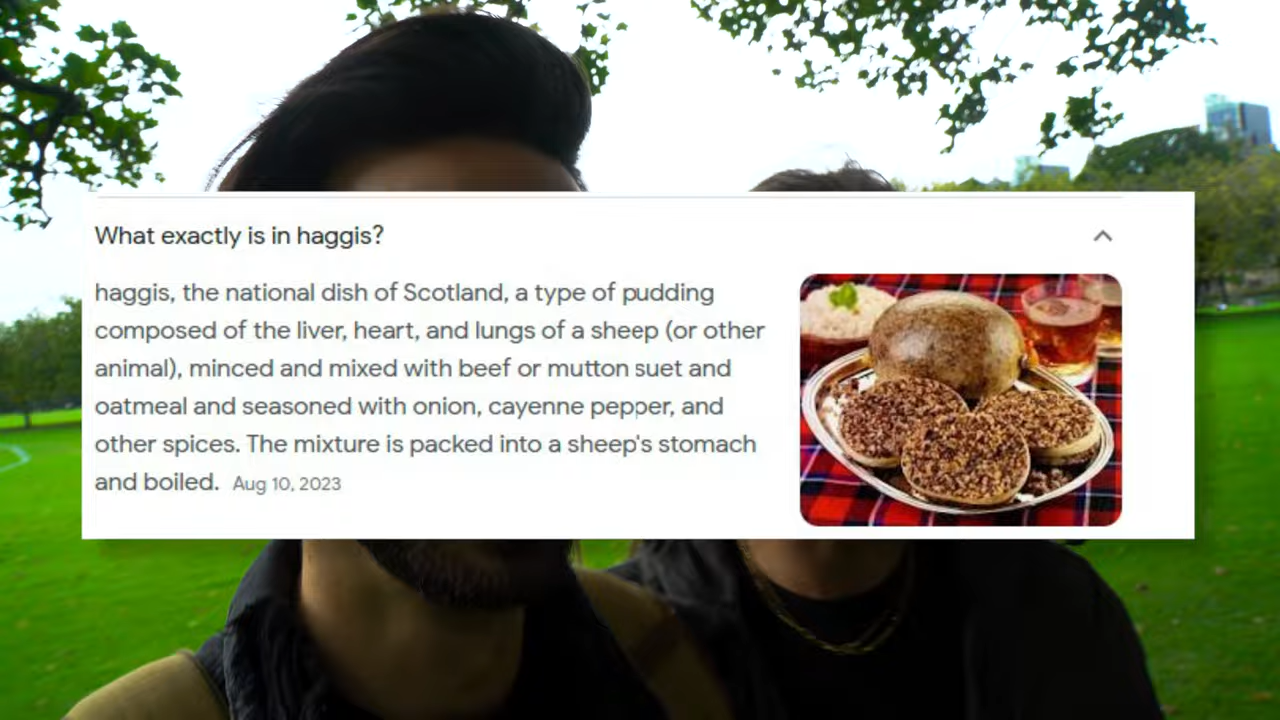 What exactly is in haggis?
haggis, the national dish of Scotland, a type of pudding
composed of the liver, heart, and lungs of a sheep (or other
animal), minced and mixed with beef or mutton suet and
oatmeal and seasoned with onion, cayenne pepper, and
other spices. The mixture is packed into a sheep's stomach
and boiled. Aug 10, 2023